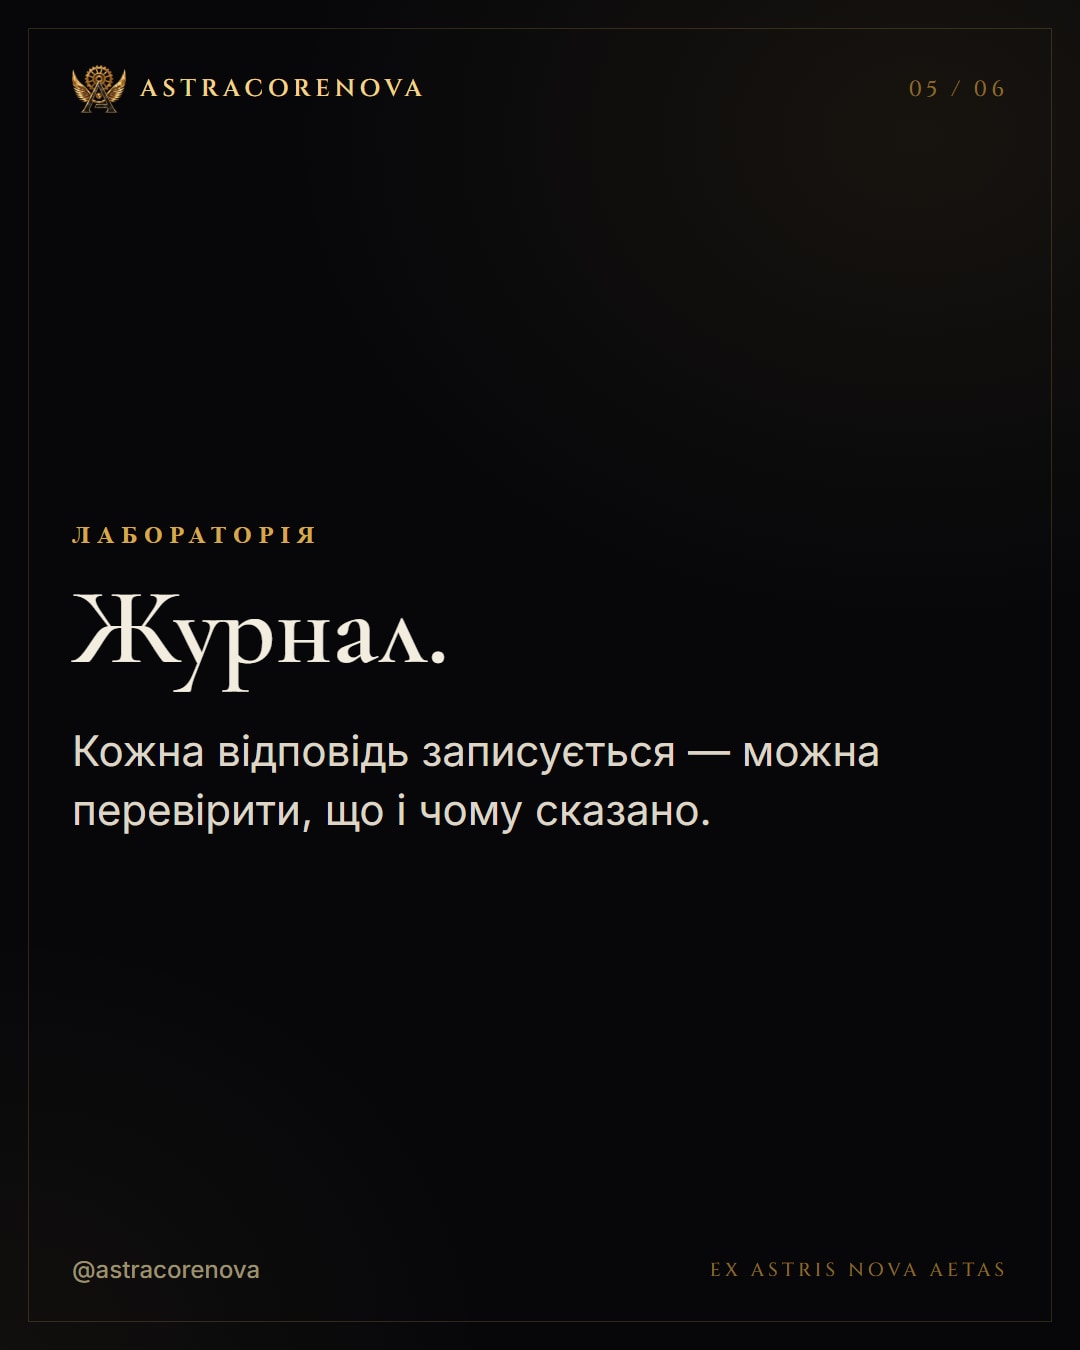 ASTRACORENOVA
05 / 06
ЛАБОРАТОРІЯ
Журнал.
Кожна відповідь записується — можна
перевірити, що і чому сказано.
@astracorenova
EX ASTRIS NOVA AETAS